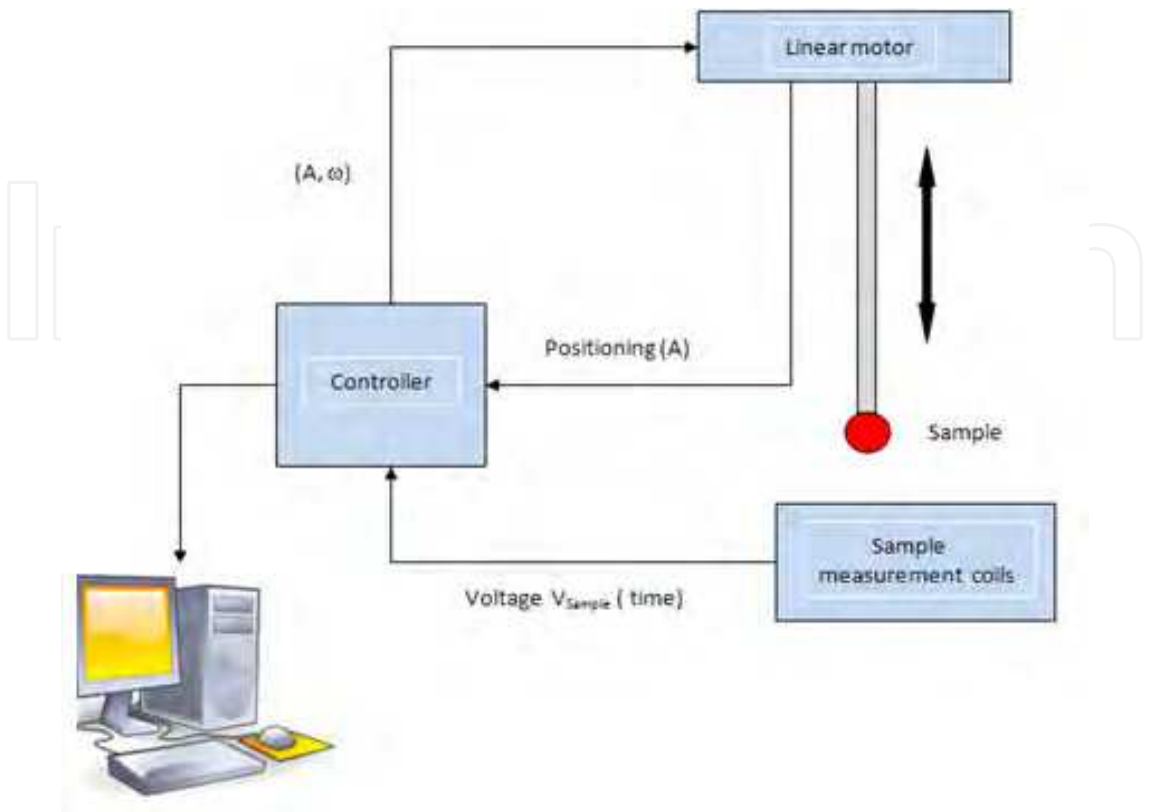 Linear motor
(A, ω)
Positioning (A)
Controller
Sample
Sample
measurement coils
Voltage V_Sample ( time)